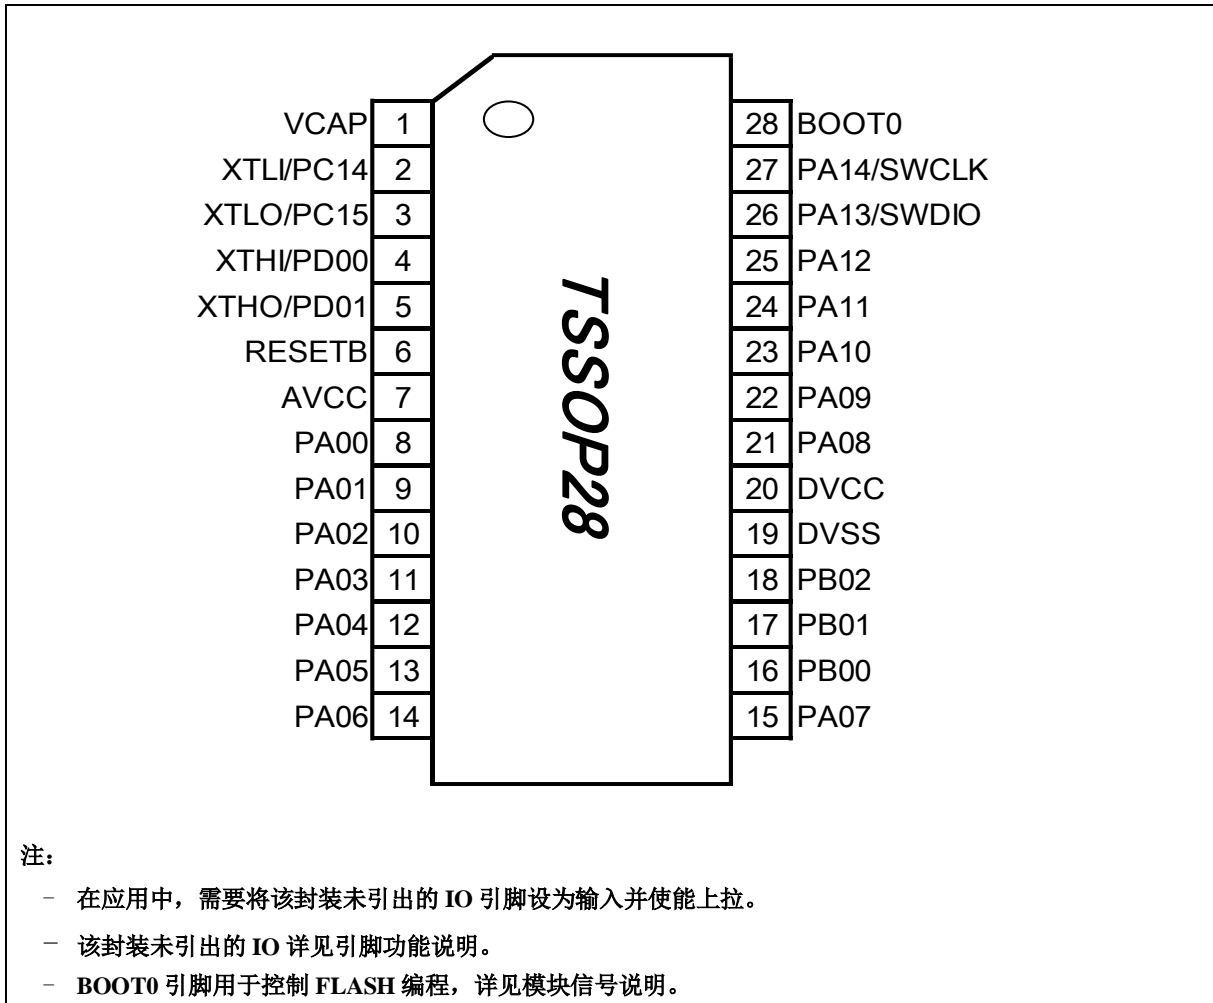 VCAP 1 28 BOOT0
XTLI/PC14 2 27 PA14/SWCLK
XTLO/PC15 3 26 PA13/SWDIO
XTHI/PD00 4 25 PA12
XTHO/PD01 5 24 PA11
RESETB 6 23 PA10
AVCC 7 22 PA09
PA00 8 21 PA08
PA01 9 20 DVCC
PA02 10 19 DVSS
PA03 11 18 PB02
PA04 12 17 PB01
PA05 13 16 PB00
PA06 14 15 PA07
TSSOP28
注：
– 在应用中，需要将该封装未引出的 IO 引脚设为输入并使能上拉。
– 该封装未引出的 IO 详见引脚功能说明。
– BOOT0 引脚用于控制 FLASH 编程，详见模块信号说明。